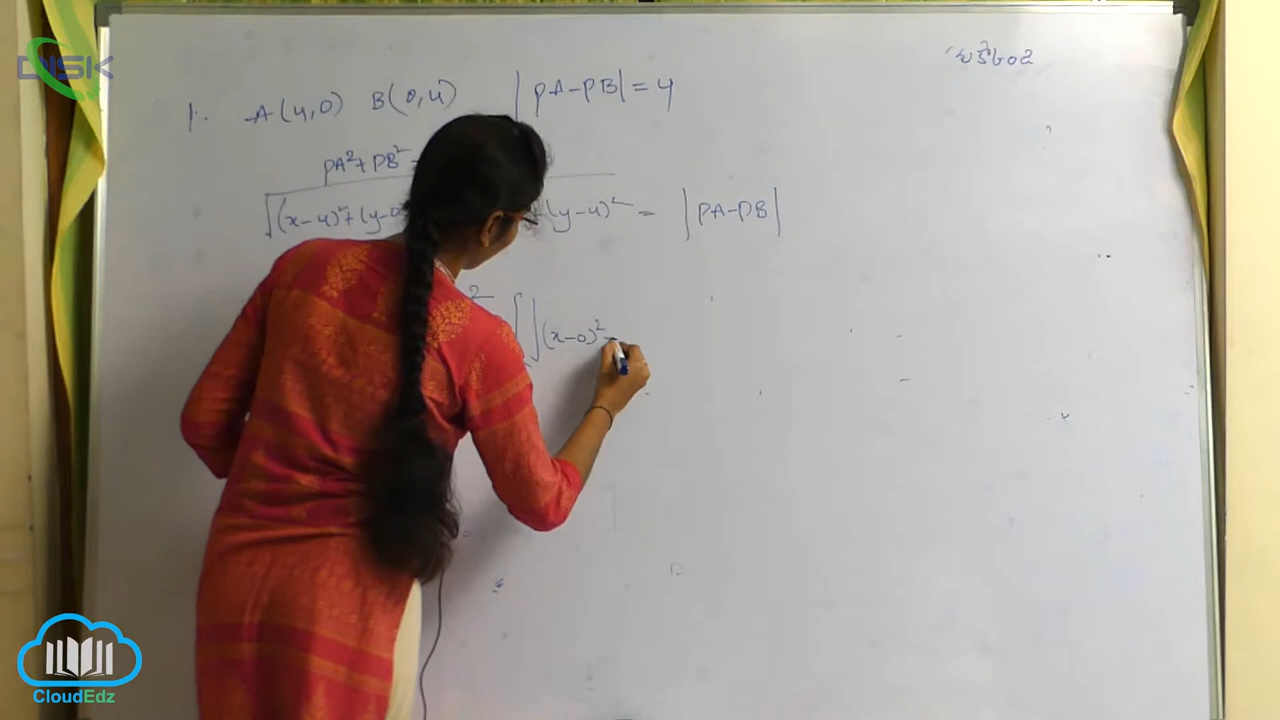 DISK
1. A(4,0) B(0,4) |PA-PB|=4
PA²+PB²
√(x-4)²+(y-0 (y-4)² = |PA-PB|
2 [√(x-0)²
CloudEdz